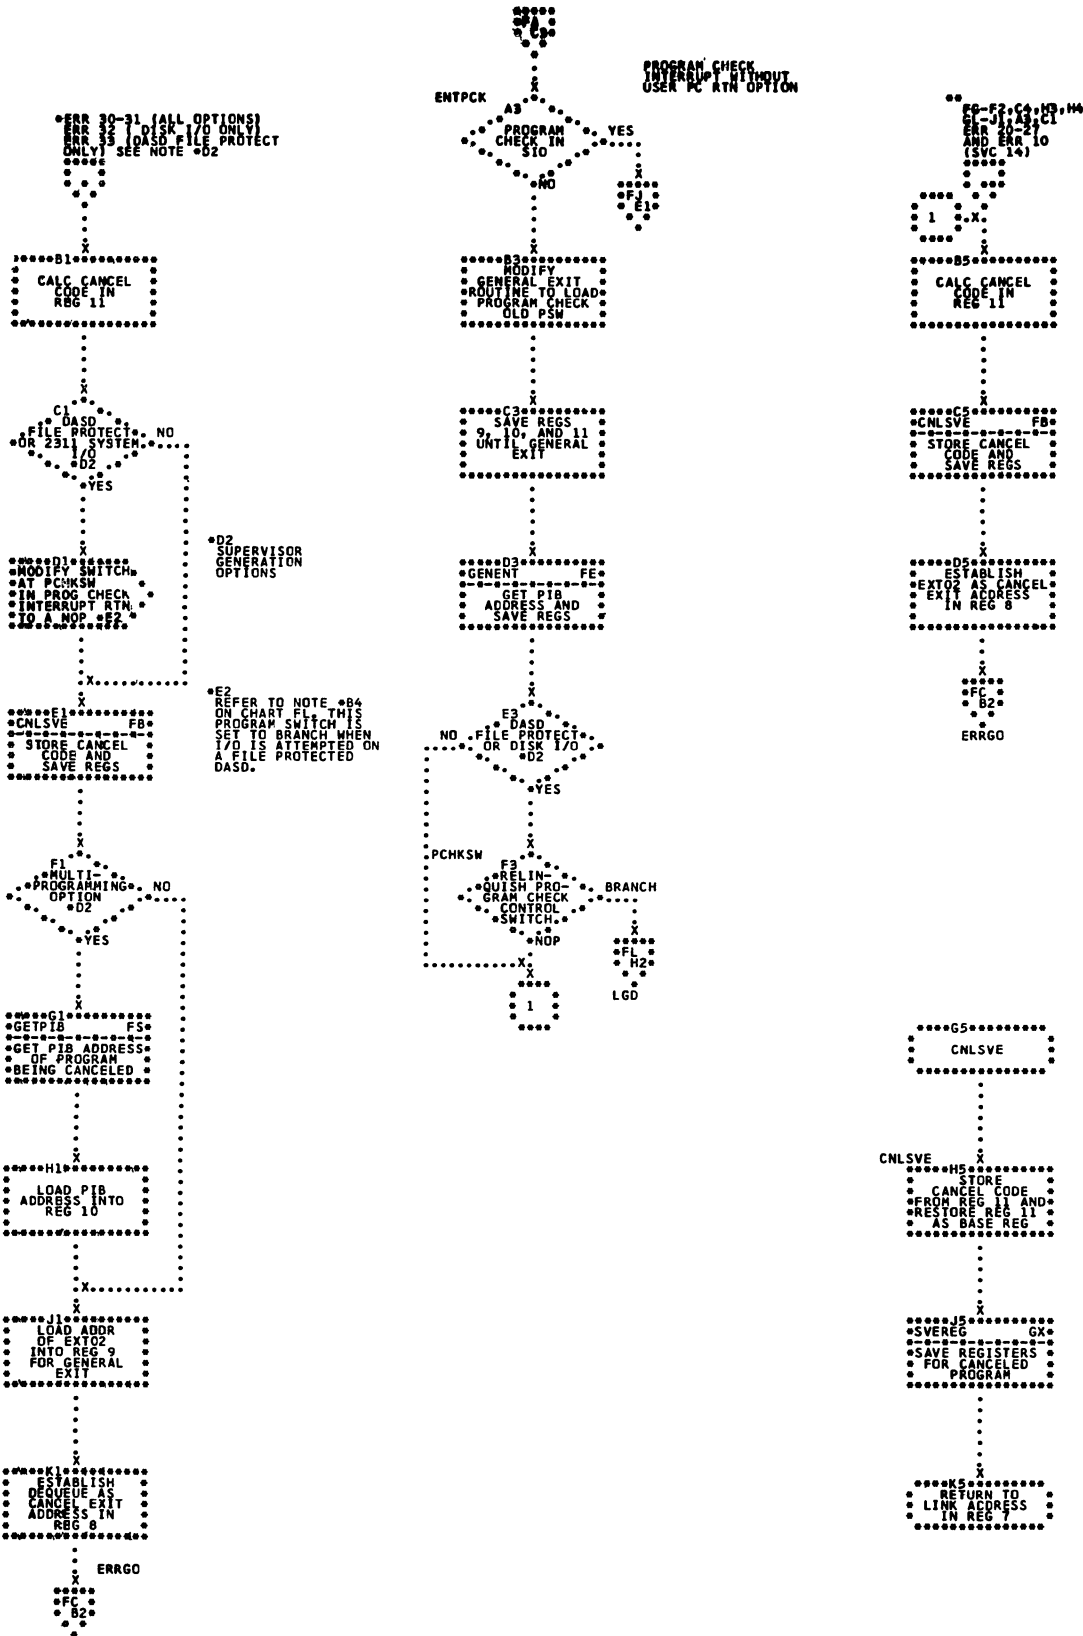 C3
PROGRAM CHECK
INTERRUPT WITHOUT
USER PC RTN OPTION
ENTPCK
A3
PROGRAM
CHECK IN
SIO
YES
NO
FJ
E1
B3
MODIFY
GENERAL EXIT
ROUTINE TO LOAD
PROGRAM CHECK
OLD PSW
C3
SAVE REGS
9, 10, AND 11
UNTIL GENERAL
EXIT
D3
GENENT FE
GET PIB
ADDRESS AND
SAVE REGS
E3
DASD
FILE PROTECT
OR DISK I/O
*D2
NO
YES
PCHKSW
F3
RELIN-
QUISH PRO-
GRAM CHECK
CONTROL
SWITCH
BRANCH
NOP
FL
H2
LGD
1
*ERR 30-31 (ALL OPTIONS)
ERR 32 ( DISK I/O ONLY)
ERR 33 (DASD FILE PROTECT
ONLY) SEE NOTE *D2
B1
CALC CANCEL
CODE IN
REG 11
C1
DASD
FILE PROTECT
OR 2311 SYSTEM
I/O
*D2
NO
YES
D1
MODIFY SWITCH
AT PCHKSW
IN PROG CHECK
INTERRUPT RTN
TO A NOP *E2
*D2
SUPERVISOR
GENERATION
OPTIONS
*E2
REFER TO NOTE *B4
ON CHART FL. THIS
PROGRAM SWITCH IS
SET TO BRANCH WHEN
I/O IS ATTEMPTED ON
A FILE PROTECTED
DASD.
E1
CNLSVE FB
STORE CANCEL
CODE AND
SAVE REGS
F1
MULTI-
PROGRAMMING
OPTION
*D2
NO
YES
G1
GETPIB FS
GET PIB ADDRESS
OF PROGRAM
BEING CANCELED
H1
LOAD PIB
ADDRESS INTO
REG 10
J1
LOAD ADDR
OF EXTO2
INTO REG 9
FOR GENERAL
EXIT
K1
ESTABLISH
DEQUEUE AS
CANCEL EXIT
ADDRESS IN
REG 8
ERRGO
FC
B2
**
FG-F2,C4,H3,H4
GL-J1,A3,C1
ERR 20-27
AND ERR 10
(SVC 14)
1
B5
CALC CANCEL
CODE IN
REG 11
C5
CNLSVE FB
STORE CANCEL
CODE AND
SAVE REGS
D5
ESTABLISH
EXTO2 AS CANCEL
EXIT ADDRESS
IN REG 8
FC
B2
ERRGO
G5
CNLSVE
CNLSVE
H5
STORE
CANCEL CODE
FROM REG 11 AND
RESTORE REG 11
AS BASE REG
J5
SVEREG GX
SAVE REGISTERS
FOR CANCELED
PROGRAM
K5
RETURN TO
LINK ADDRESS
IN REG 7